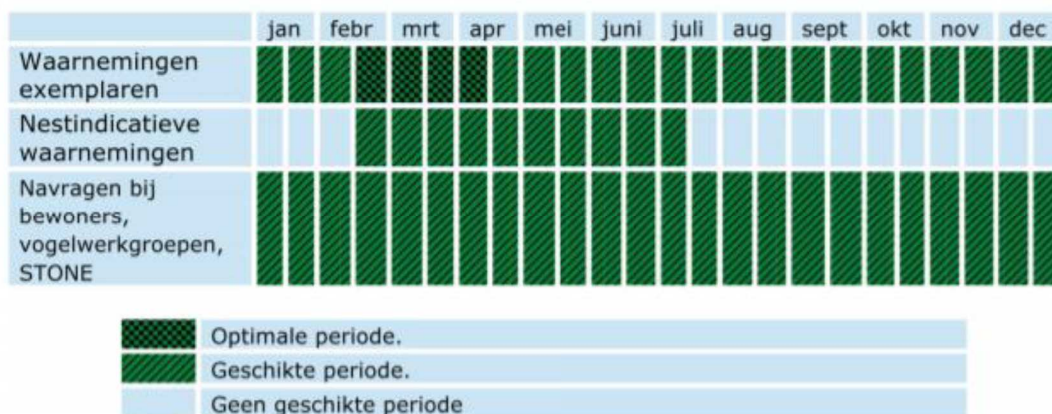 jan febr mrt apr mei juni juli aug sept okt nov dec
Waarnemingen
exemplaren
Nestindicatieve
waarnemingen
Navragen bij
bewoners,
vogelwerkgroepen,
STONE
Optimale periode.
Geschikte periode.
Geen geschikte periode